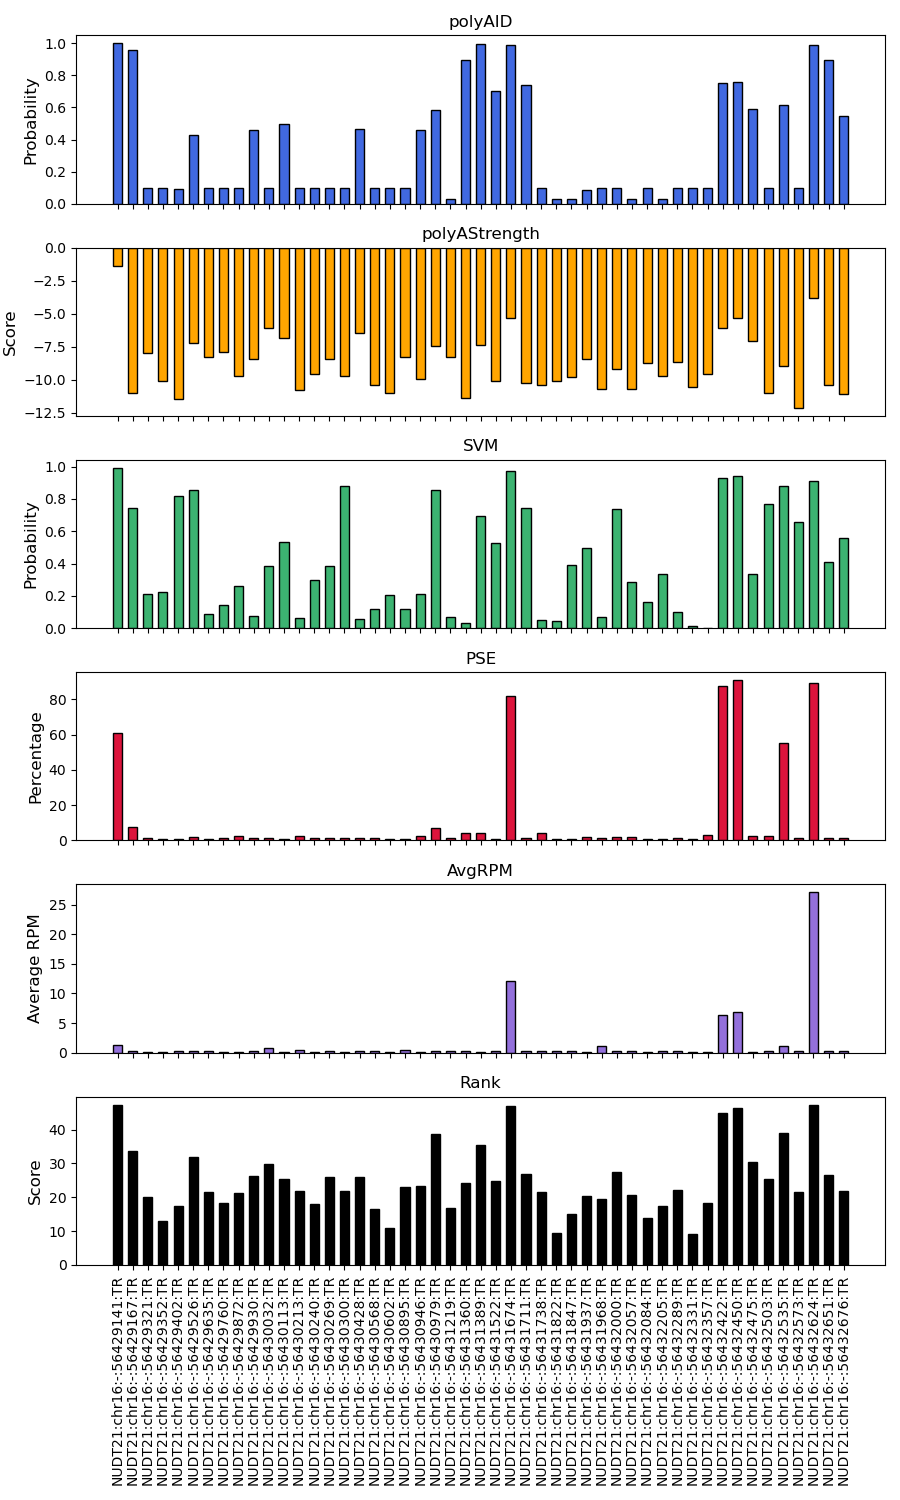 polyAID
Probability
1.0
0.8
0.6
0.4
0.2
0.0
polyAStrength
Score
0.0
−2.5
−5.0
−7.5
−10.0
−12.5
SVM
Probability
1.0
0.8
0.6
0.4
0.2
0.0
PSE
Percentage
80
60
40
20
0
AvgRPM
Average RPM
25
20
15
10
5
0
Rank
Score
40
30
20
10
0
NUDT21:chr16:-:56429141:TR
NUDT21:chr16:-:56429167:TR
NUDT21:chr16:-:56429321:TR
NUDT21:chr16:-:56429352:TR
NUDT21:chr16:-:56429402:TR
NUDT21:chr16:-:56429526:TR
NUDT21:chr16:-:56429635:TR
NUDT21:chr16:-:56429760:TR
NUDT21:chr16:-:56429872:TR
NUDT21:chr16:-:56429930:TR
NUDT21:chr16:-:56430032:TR
NUDT21:chr16:-:56430113:TR
NUDT21:chr16:-:56430213:TR
NUDT21:chr16:-:56430240:TR
NUDT21:chr16:-:56430269:TR
NUDT21:chr16:-:56430300:TR
NUDT21:chr16:-:56430428:TR
NUDT21:chr16:-:56430568:TR
NUDT21:chr16:-:56430602:TR
NUDT21:chr16:-:56430895:TR
NUDT21:chr16:-:56430946:TR
NUDT21:chr16:-:56430979:TR
NUDT21:chr16:-:56431219:TR
NUDT21:chr16:-:56431360:TR
NUDT21:chr16:-:56431389:TR
NUDT21:chr16:-:56431522:TR
NUDT21:chr16:-:56431674:TR
NUDT21:chr16:-:56431711:TR
NUDT21:chr16:-:56431738:TR
NUDT21:chr16:-:56431822:TR
NUDT21:chr16:-:56431847:TR
NUDT21:chr16:-:56431937:TR
NUDT21:chr16:-:56431968:TR
NUDT21:chr16:-:56432000:TR
NUDT21:chr16:-:56432057:TR
NUDT21:chr16:-:56432084:TR
NUDT21:chr16:-:56432205:TR
NUDT21:chr16:-:56432289:TR
NUDT21:chr16:-:56432331:TR
NUDT21:chr16:-:56432357:TR
NUDT21:chr16:-:56432422:TR
NUDT21:chr16:-:56432450:TR
NUDT21:chr16:-:56432475:TR
NUDT21:chr16:-:56432503:TR
NUDT21:chr16:-:56432535:TR
NUDT21:chr16:-:56432573:TR
NUDT21:chr16:-:56432624:TR
NUDT21:chr16:-:56432651:TR
NUDT21:chr16:-:56432676:TR